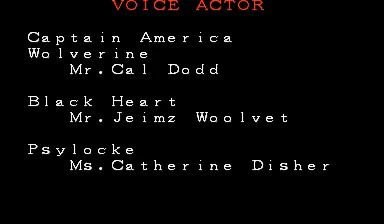 VOICE ACTOR
Captain America
Wolverine
Mr.Cal Dodd
Black Heart
Mr.Jeimz Woolvet
Psylocke
Ms.Catherine Disher